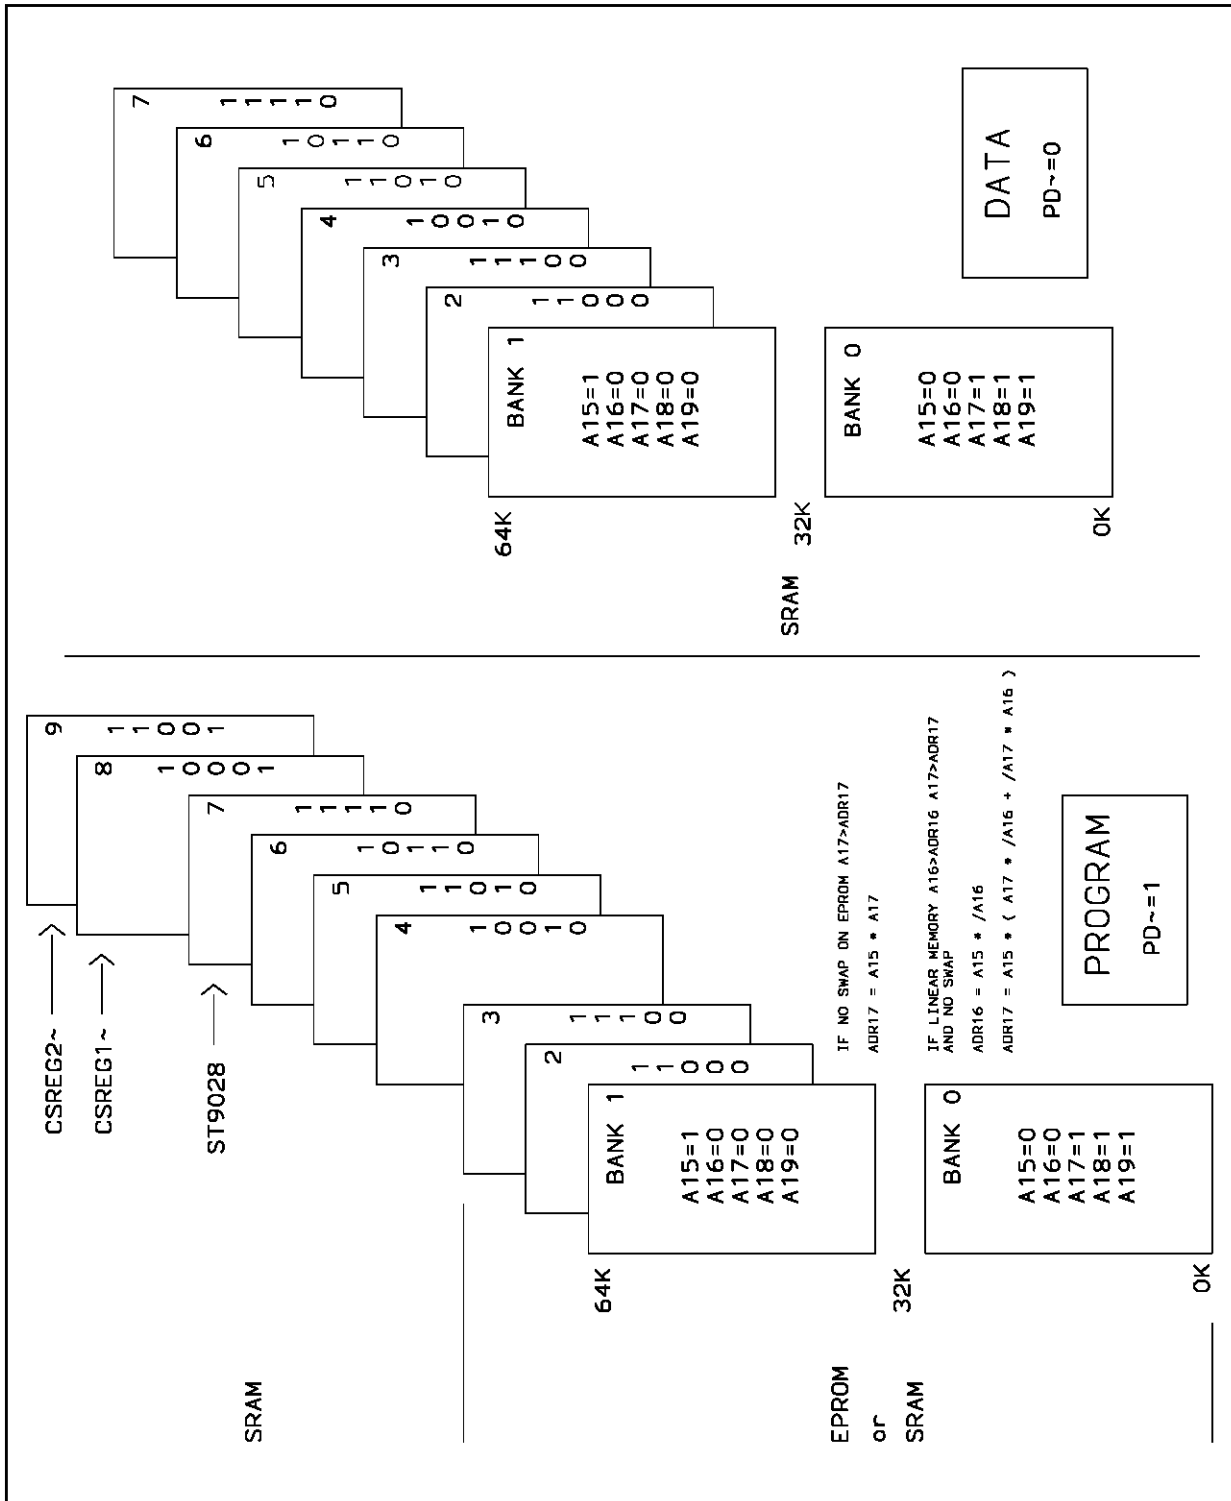 CSREG2~
CSREG1~
ST9028
SRAM
9
1
1
0
0
1
8
1
0
0
0
1
7
1
1
1
1
0
6
1
0
1
1
0
5
1
1
0
1
0
4
1
0
0
1
0
3
1
1
1
0
0
2
1
1
0
0
0
64K
BANK 1
A15=1
A16=0
A17=0
A18=0
A19=0
EPROM
or
SRAM
32K
BANK 0
A15=0
A16=0
A17=1
A18=1
A19=1
0K
IF NO SWAP ON EPROM A17>ADR17
ADR17 = A15 * A17
IF LINEAR MEMORY A16>ADR16 A17>ADR17
AND NO SWAP
ADR16 = A15 * /A16
ADR17 = A15 * ( A17 * /A16 + /A17 * A16 )
PROGRAM
PD~=1
7
1
1
1
1
0
6
1
0
1
1
0
5
1
1
0
1
0
4
1
0
0
1
0
3
1
1
1
0
0
2
1
1
0
0
0
64K
BANK 1
A15=1
A16=0
A17=0
A18=0
A19=0
SRAM
32K
BANK 0
A15=0
A16=0
A17=1
A18=1
A19=1
0K
DATA
PD~=0